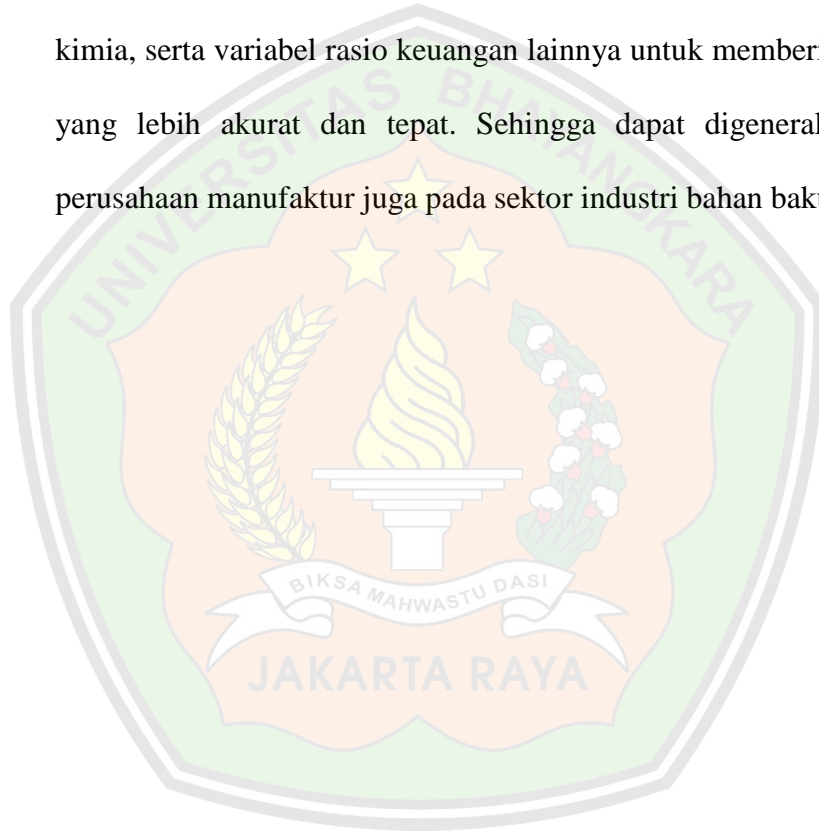 kimia, serta variabel rasio keuangan lainnya untuk member
yang lebih akurat dan tepat. Sehingga dapat digeneral
perusahaan manufaktur juga pada sektor industri bahan baku
UNIVERSITAS BHAYANGKARA
BIKSA MAHWASTU DASI
JAKARTA RAYA